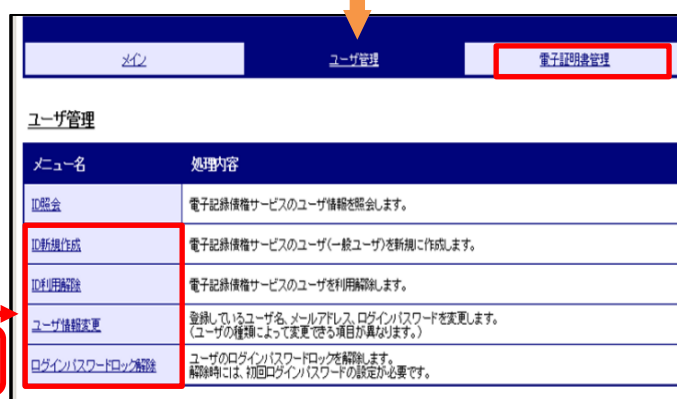 メイン
ユーザ管理
電子証明書管理
ユーザ管理
メニュー名
処理内容
ID照会
電子記録債権サービスのユーザ情報を照会します。
ID新規作成
電子記録債権サービスのユーザ(一般ユーザ)を新規に作成します。
ID利用解除
電子記録債権サービスのユーザを利用解除します。
ユーザ情報変更
登録しているユーザ名、メールアドレス、ログインパスワードを変更します。
(ユーザの種類によって変更できる項目が異なります。)
ログインパスワードロック解除
ユーザのログインパスワードロックを解除します。
解除時には、初回ログインパスワードの設定が必要です。